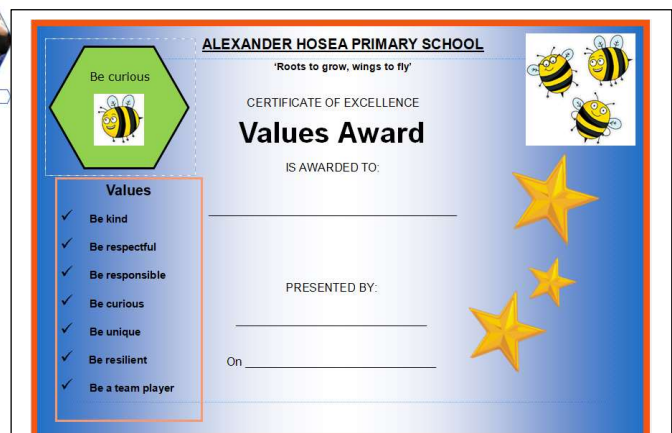 ALEXANDER HOSEA PRIMARY SCHOOL
'Roots to grow, wings to fly'
Be curious
CERTIFICATE OF EXCELLENCE
Values Award
IS AWARDED TO:
Values
Be kind
Be respectful
Be responsible
Be curious
Be unique
Be resilient
Be a team player
PRESENTED BY:
On